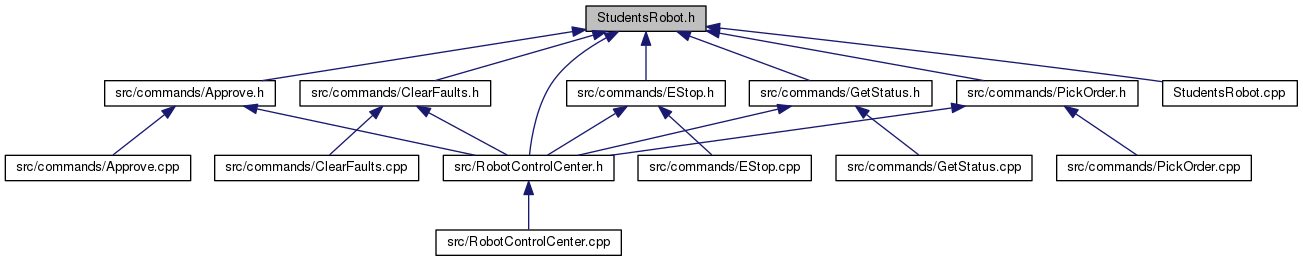 StudentsRobot.h
src/commands/Approve.h
src/commands/ClearFaults.h
src/commands/EStop.h
src/commands/GetStatus.h
src/commands/PickOrder.h
StudentsRobot.cpp
src/commands/Approve.cpp
src/commands/ClearFaults.cpp
src/RobotControlCenter.h
src/commands/EStop.cpp
src/commands/GetStatus.cpp
src/commands/PickOrder.cpp
src/RobotControlCenter.cpp